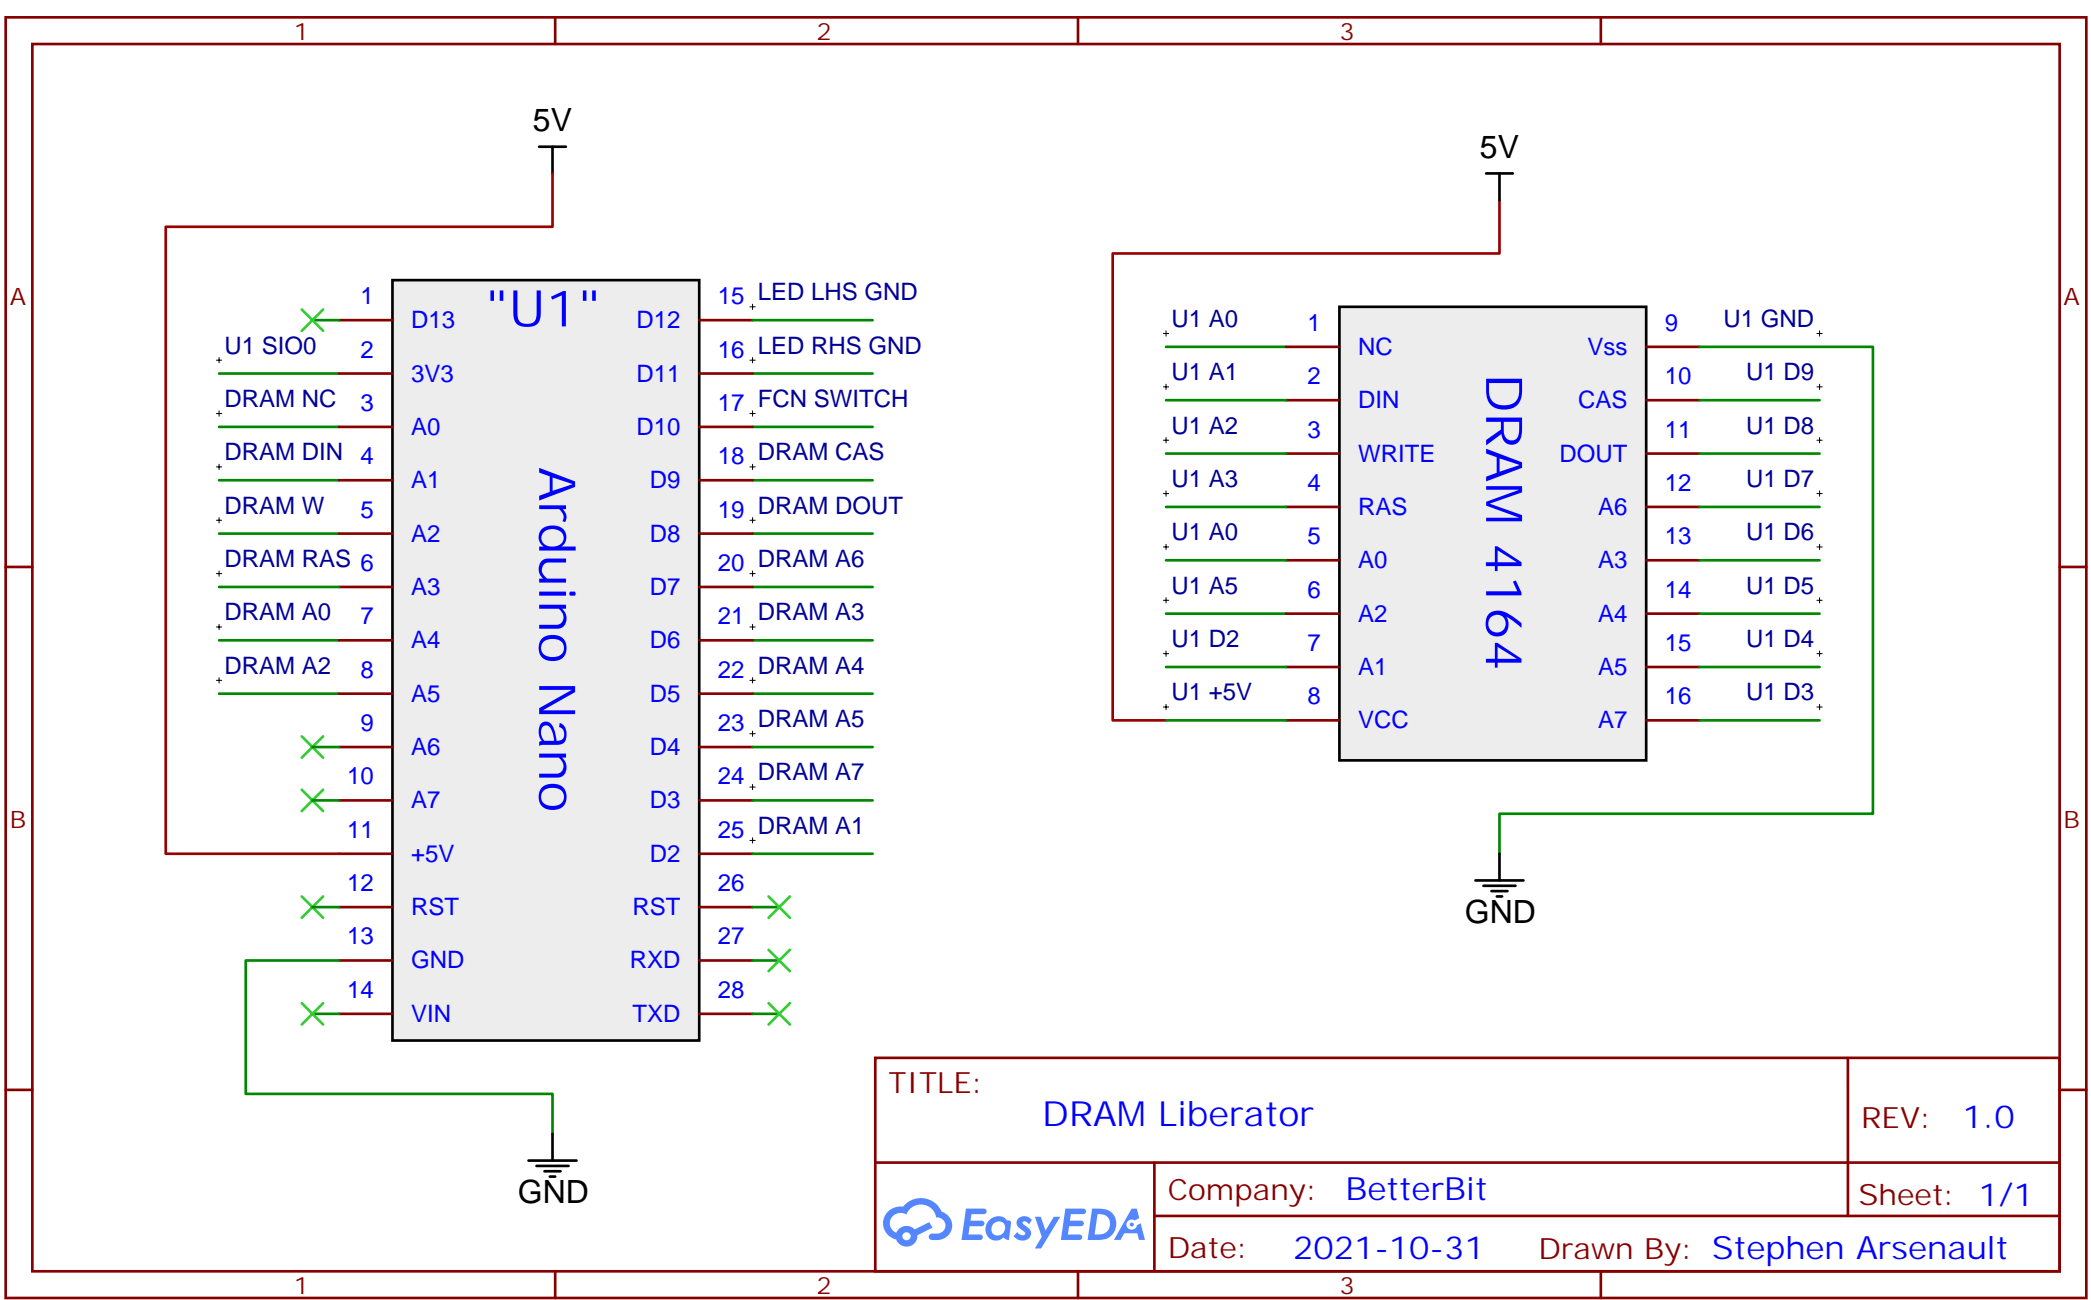 1 2 3
A A
B B
5V
"U1"
Arduino Nano
1 D13
U1 SIO0 2 3V3
DRAM NC 3 A0
DRAM DIN 4 A1
DRAM W 5 A2
DRAM RAS 6 A3
DRAM A0 7 A4
DRAM A2 8 A5
9 A6
10 A7
11 +5V
12 RST
13 GND
14 VIN
D12 15 LED LHS GND
D11 16 LED RHS GND
D10 17 FCN SWITCH
D9 18 DRAM CAS
D8 19 DRAM DOUT
D7 20 DRAM A6
D6 21 DRAM A3
D5 22 DRAM A4
D4 23 DRAM A5
D3 24 DRAM A7
D2 25 DRAM A1
RST 26
RXD 27
TXD 28
GND
5V
DRAM 4164
U1 A0 1 NC
U1 A1 2 DIN
U1 A2 3 WRITE
U1 A3 4 RAS
U1 A0 5 A0
U1 A5 6 A2
U1 D2 7 A1
U1 +5V 8 VCC
Vss 9 U1 GND
CAS 10 U1 D9
DOUT 11 U1 D8
A6 12 U1 D7
A3 13 U1 D6
A4 14 U1 D5
A5 15 U1 D4
A7 16 U1 D3
GND
TITLE:
DRAM Liberator
REV: 1.0
EasyEDA
Company: BetterBit
Sheet: 1/1
Date: 2021-10-31 Drawn By: Stephen Arsenault
1 2 3